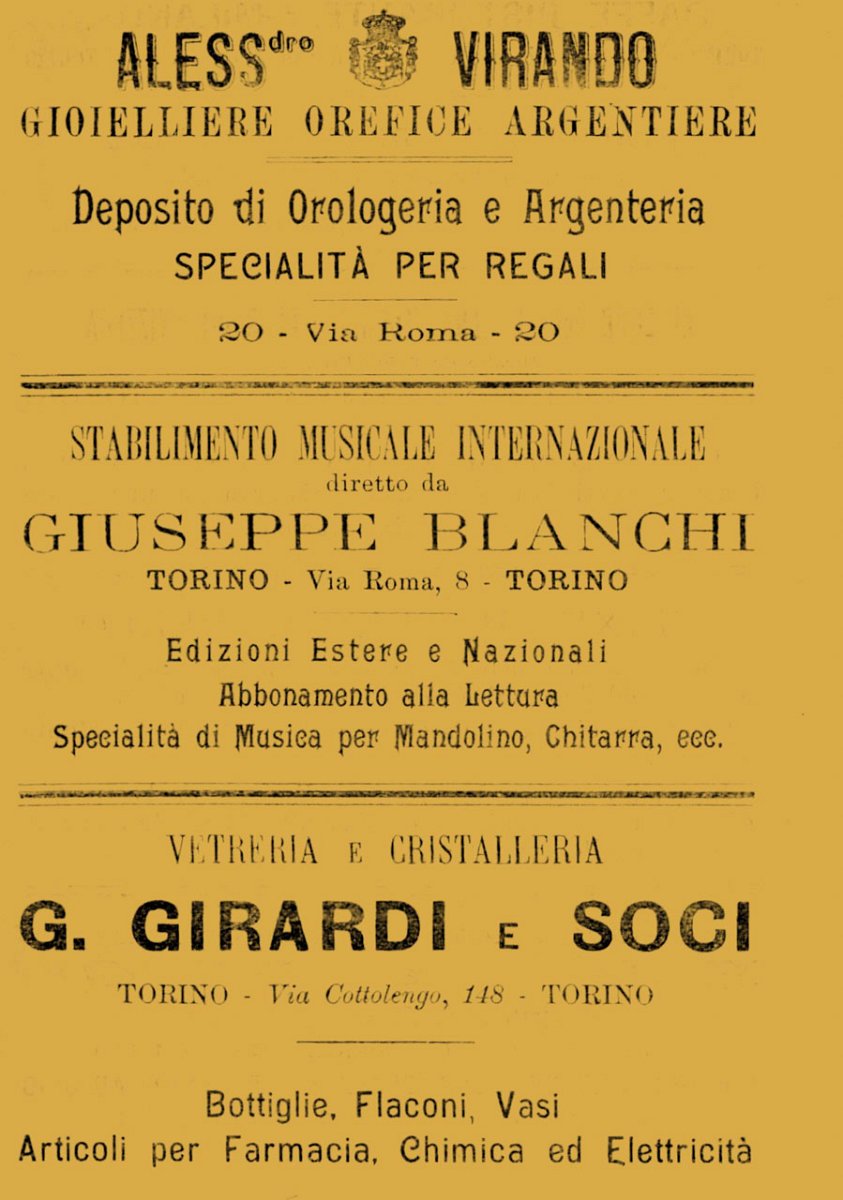 ALESSdro VIRANDO
GIOIELLIERE OREFICE ARGENTIERE
Deposito di Orologeria e Argenteria
SPECIALITÀ PER REGALI
20 - Via Roma - 20
STABILIMENTO MUSICALE INTERNAZIONALE
diretto da
GIUSEPPE BLANCHI
TORINO - Via Roma, 8 - TORINO
Edizioni Estere e Nazionali
Abbonamento alla Lettura
Specialità di Musica per Mandolino, Chitarra, ecc.
VETRERIA E CRISTALLERIA
G. GIRARDI E SOCI
TORINO - Via Cottolengo, 148 - TORINO
Bottiglie, Flaconi, Vasi
Articoli per Farmacia, Chimica ed Elettricità